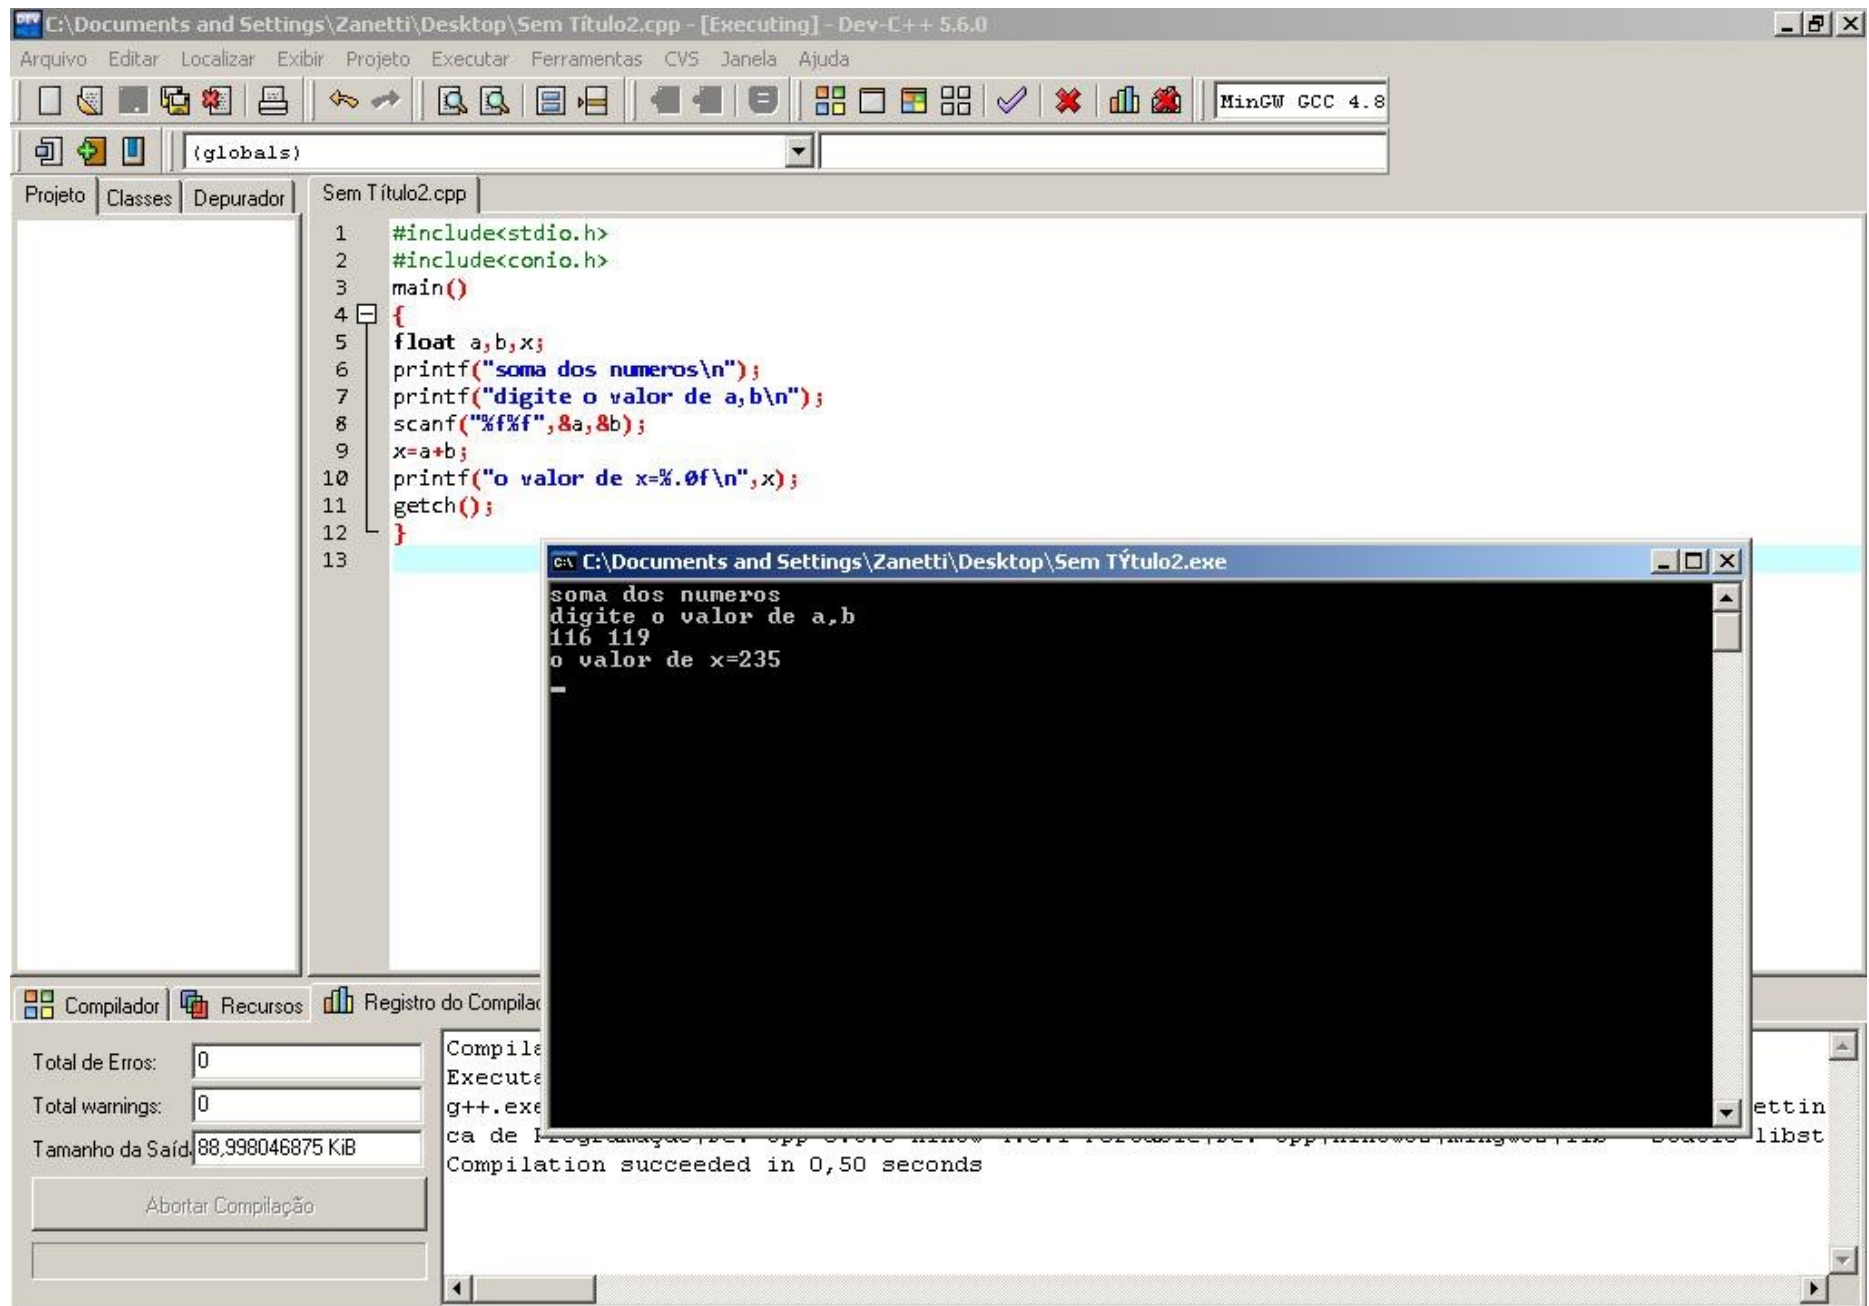 C:\Documents and Settings\Zanetti\Desktop\Sem Título2.cpp - [Executing] - Dev-C++ 5.6.0
Arquivo Editar Localizar Exibir Projeto Executar Ferramentas CVS Janela Ajuda
MinGW GCC 4.8
(globals)
Projeto Classes Depurador Sem Título2.cpp
1 #include<stdio.h>
2 #include<conio.h>
3 main()
4 {
5 float a,b,x;
6 printf("soma dos numeros\n");
7 printf("digite o valor de a,b\n");
8 scanf("%f%f",&a,&b);
9 x=a+b;
10 printf("o valor de x=%.0f\n",x);
11 getch();
12 }
13
C:\Documents and Settings\Zanetti\Desktop\Sem TÝtulo2.exe
soma dos numeros
digite o valor de a,b
116 119
o valor de x=235
Compilador Recursos Registro do Compilad
Total de Erros: 0
Total warnings: 0
Tamanho da Saíd 88,998046875 KiB
Abortar Compilação
Compila
Executa
g++.exe ettin
ca de libst
Compilation succeeded in 0,50 seconds